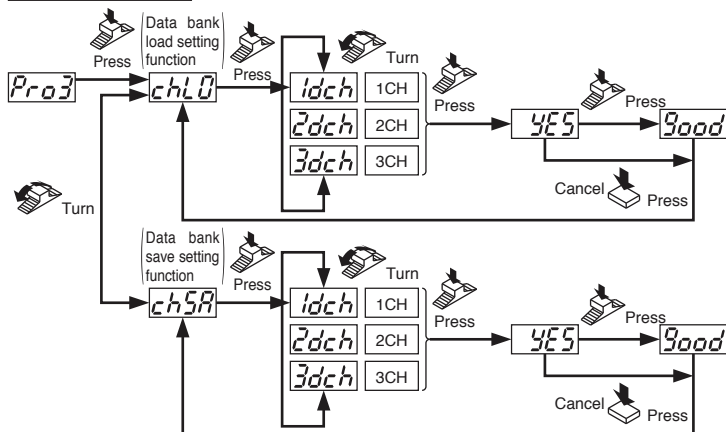 Data bank
load setting
function
Press
Press
Turn
Pro3
chLO
1dch 1CH
2dch 2CH
3dch 3CH
Press
YES
Press
Good
Cancel
Press
Turn
Data bank
save setting
function
Press
Turn
chSA
1dch 1CH
2dch 2CH
3dch 3CH
Press
YES
Press
Good
Cancel
Press